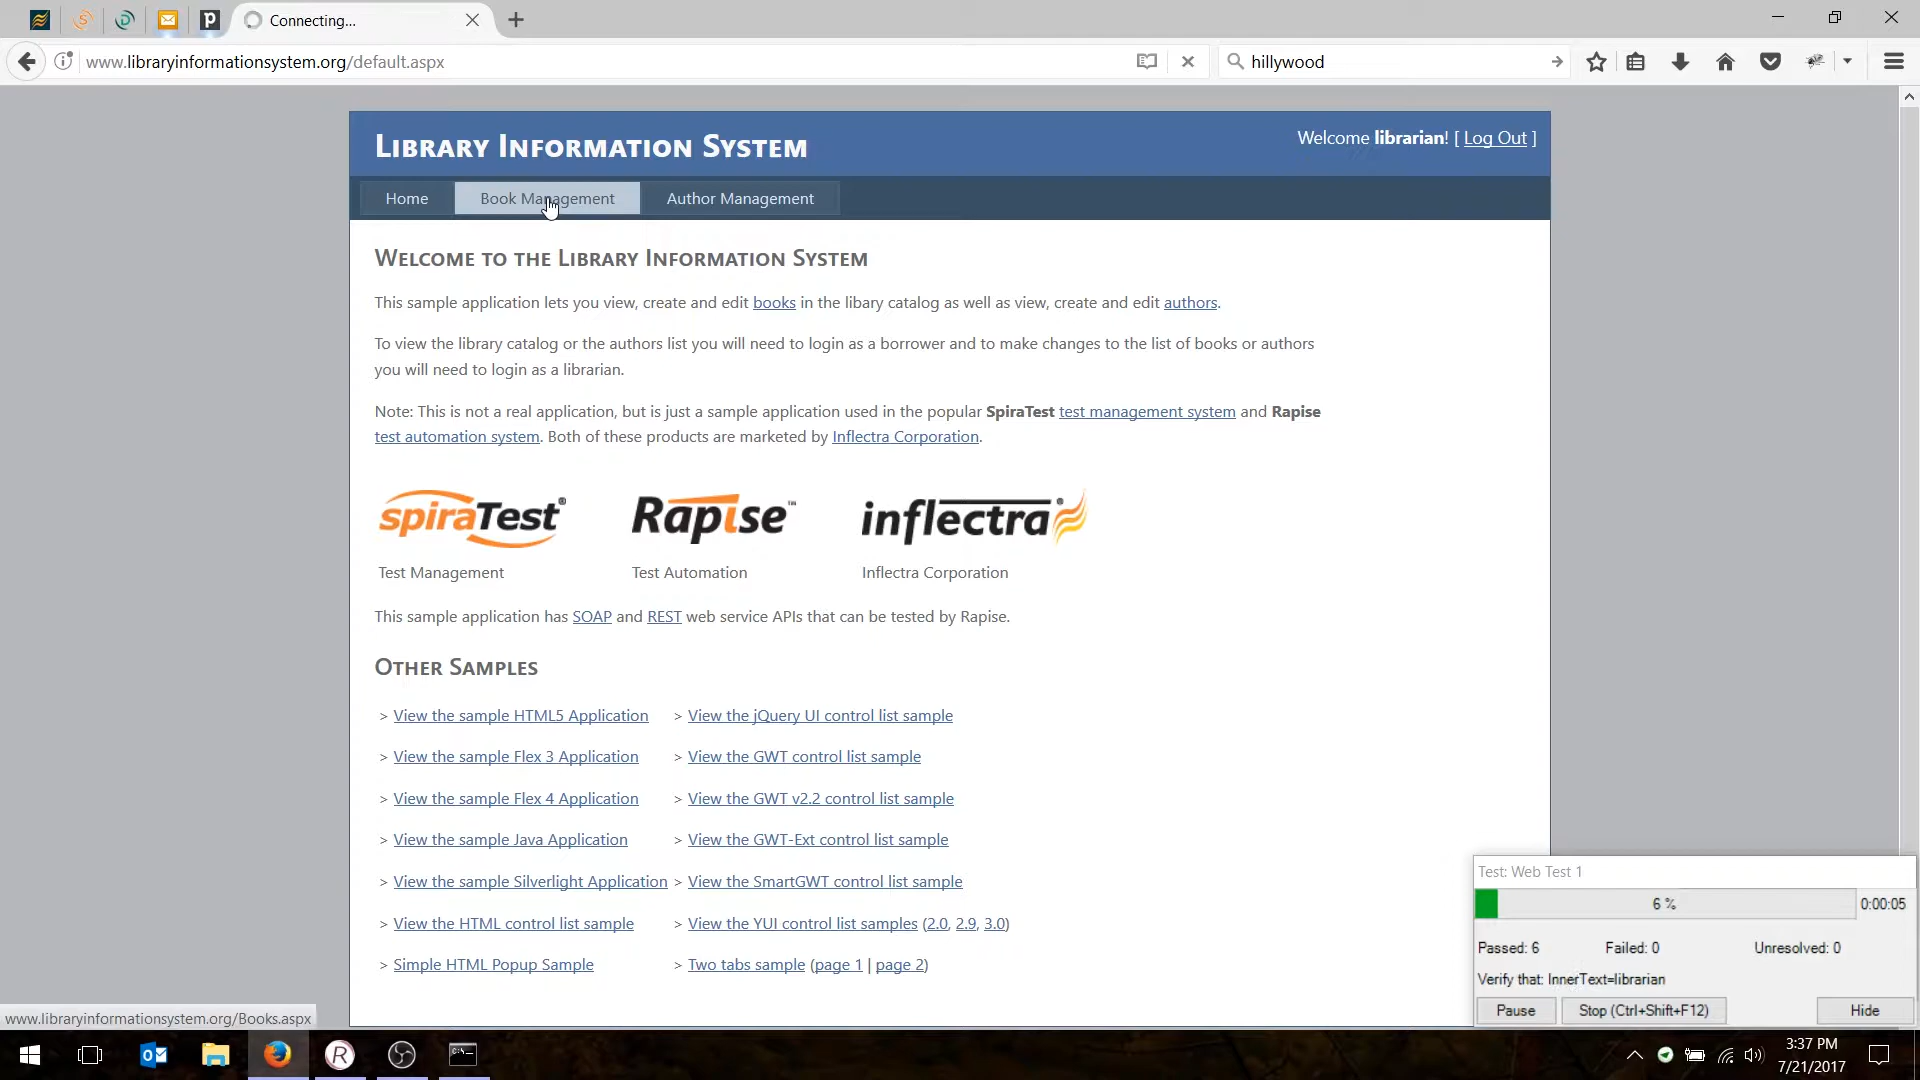 Connecting...
www.libraryinformationsystem.org/default.aspx
hillywood
Library Information System
Welcome librarian! [ Log Out ]
Home
Book Management
Author Management
Welcome to the Library Information System
This sample application lets you view, create and edit books in the libary catalog as well as view, create and edit authors.
To view the library catalog or the authors list you will need to login as a borrower and to make changes to the list of books or authors
you will need to login as a librarian.
Note: This is not a real application, but is just a sample application used in the popular SpiraTest test management system and Rapise
test automation system. Both of these products are marketed by Inflectra Corporation.
spiraTest®
Rapise™
inflectra®
Test Management
Test Automation
Inflectra Corporation
This sample application has SOAP and REST web service APIs that can be tested by Rapise.
Other Samples
> View the sample HTML5 Application
> View the jQuery UI control list sample
> View the sample Flex 3 Application
> View the GWT control list sample
> View the sample Flex 4 Application
> View the GWT v2.2 control list sample
> View the sample Java Application
> View the GWT-Ext control list sample
> View the sample Silverlight Application
> View the SmartGWT control list sample
> View the HTML control list sample
> View the YUI control list samples (2.0, 2.9, 3.0)
> Simple HTML Popup Sample
> Two tabs sample (page 1 | page 2)
Test: Web Test 1
6 %
0:00:05
Passed: 6
Failed: 0
Unresolved: 0
Verify that: InnerText=librarian
Pause
Stop (Ctrl+Shift+F12)
Hide
www.libraryinformationsystem.org/Books.aspx
3:37 PM
7/21/2017